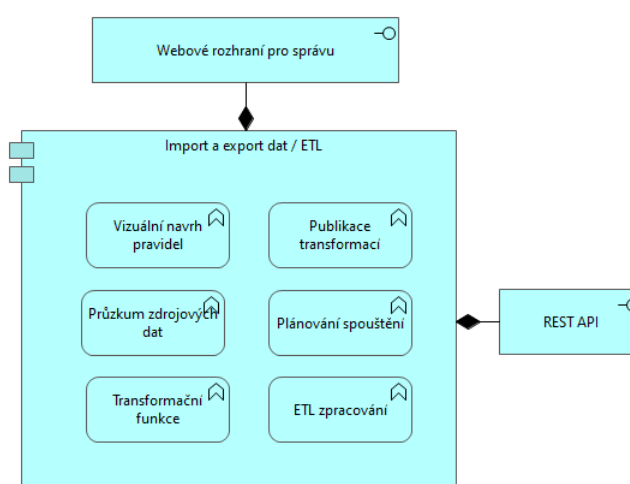 Webové rozhraní pro správu
Import a export dat / ETL
Vizuální navrh
pravidel
Publikace
transformací
Průzkum zdrojových
dat
Plánování spouštění
REST API
Transformační
funkce
ETL zpracování